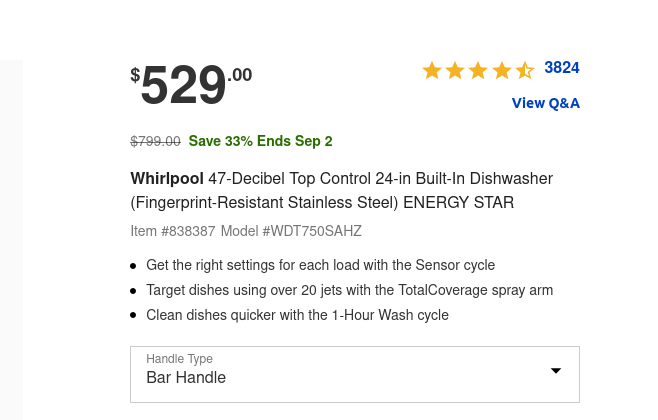 $529.00
3824
View Q&A
$799.00 Save 33% Ends Sep 2
Whirlpool 47-Decibel Top Control 24-in Built-In Dishwasher
(Fingerprint-Resistant Stainless Steel) ENERGY STAR
Item #838387 Model #WDT750SAHZ
• Get the right settings for each load with the Sensor cycle
• Target dishes using over 20 jets with the TotalCoverage spray arm
• Clean dishes quicker with the 1-Hour Wash cycle
Handle Type
Bar Handle